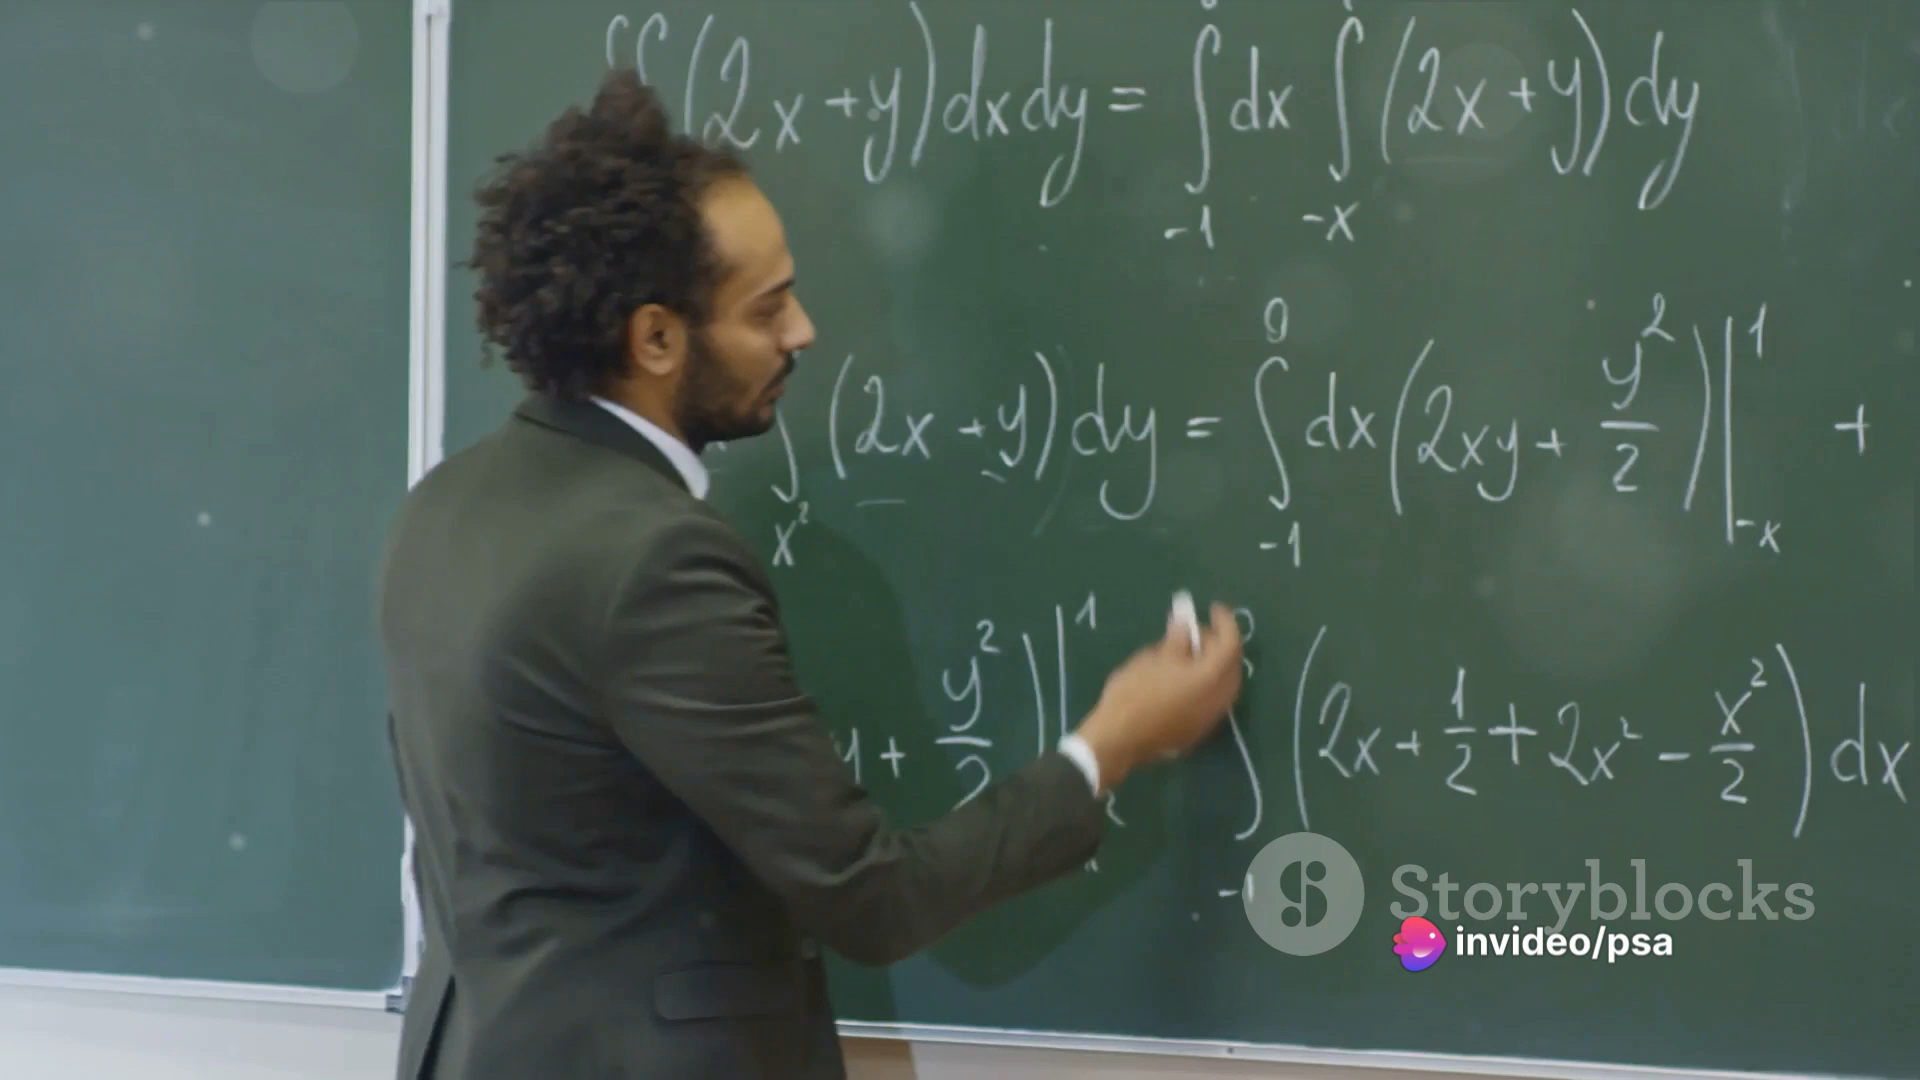 ∬(2x+y)dxdy = ∫ dx ∫ (2x+y)dy
-1 -x
∫ (2x+y)dy = ∫ dx(2xy + y²/2)| +
x² 0 -1 1 -x
y + y²/2)| 1 ∫ (2x + 1/2 + 2x² - x²/2) dx
-1
Storyblocks
invideo/psa